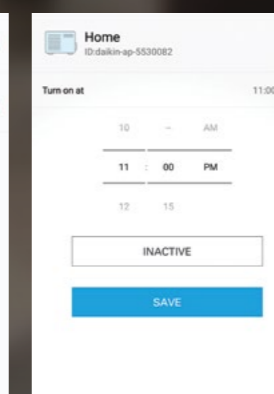 Home
ID:daikin-ap-5530082
Turn on at 11:00
10 – AM
11 : 00 PM
12 15
INACTIVE
SAVE